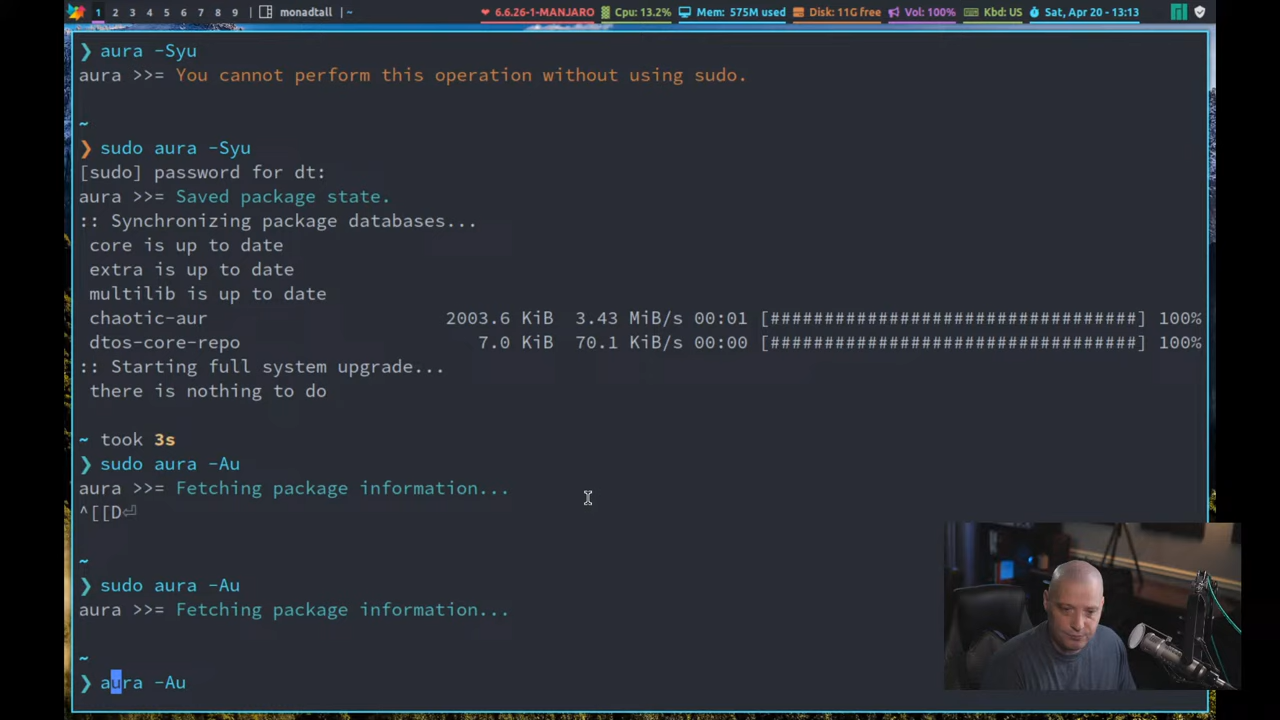 1 2 3 4 5 6 7 8 9 | monadtall | ~ ❤ 6.6.26-1-MANJARO Cpu: 13.2% Mem: 575M used Disk: 11G free Vol: 100% Kbd: US Sat, Apr 20 - 13:13
❯ aura -Syu
aura >>= You cannot perform this operation without using sudo.
~
❯ sudo aura -Syu
[sudo] password for dt:
aura >>= Saved package state.
:: Synchronizing package databases...
core is up to date
extra is up to date
multilib is up to date
chaotic-aur 2003.6 KiB 3.43 MiB/s 00:01 [##################################] 100%
dtos-core-repo 7.0 KiB 70.1 KiB/s 00:00 [##################################] 100%
:: Starting full system upgrade...
there is nothing to do
~ took 3s
❯ sudo aura -Au
aura >>= Fetching package information...
^[[D⏎
~
❯ sudo aura -Au
aura >>= Fetching package information...
~
❯ aura -Au